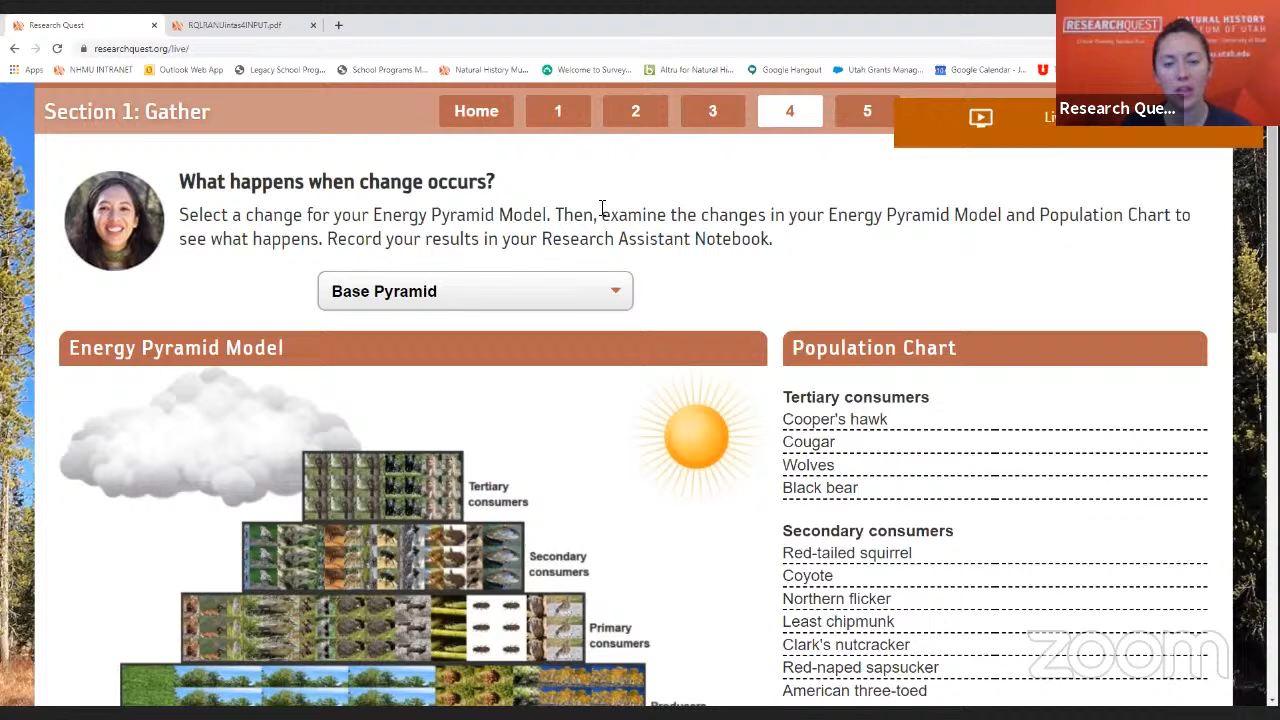 Research Quest
RQLRANUintas4INPUT.pdf
researchquest.org/live/
Apps
NHMU INTRANET
Outlook Web App
Legacy School Prog...
School Programs M...
Natural History Mu...
Welcome to Survey...
Altru for Natural Hi...
Google Hangout
Utah Grants Manag...
Google Calendar - J...
RESEARCHQUEST
NATURAL HISTORY
Research Que...
Section 1: Gather
Home
1
2
3
4
5
What happens when change occurs?
Select a change for your Energy Pyramid Model. Then, examine the changes in your Energy Pyramid Model and Population Chart to
see what happens. Record your results in your Research Assistant Notebook.
Base Pyramid
Energy Pyramid Model
Tertiary
consumers
Secondary
consumers
Primary
consumers
Producers
Population Chart
Tertiary consumers
Cooper's hawk
Cougar
Wolves
Black bear
Secondary consumers
Red-tailed squirrel
Coyote
Northern flicker
Least chipmunk
Clark's nutcracker
Red-naped sapsucker
American three-toed
zoom